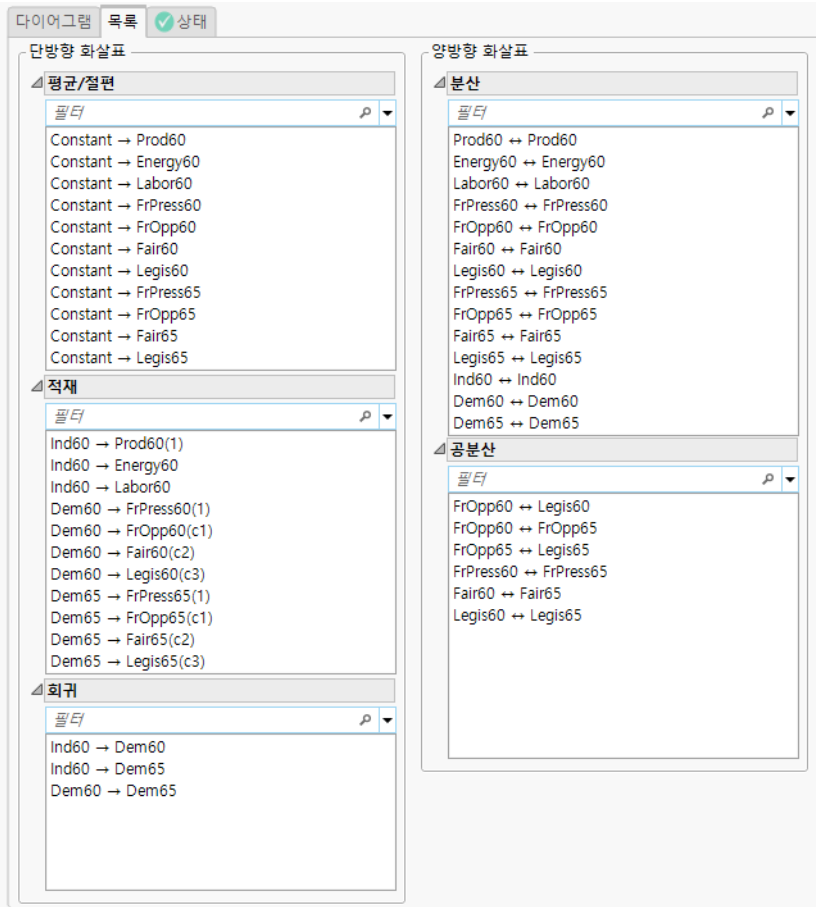 다이어그램
목록
상태
단방향 화살표
평균/절편
필터
Constant → Prod60
Constant → Energy60
Constant → Labor60
Constant → FrPress60
Constant → FrOpp60
Constant → Fair60
Constant → Legis60
Constant → FrPress65
Constant → FrOpp65
Constant → Fair65
Constant → Legis65
적재
필터
Ind60 → Prod60(1)
Ind60 → Energy60
Ind60 → Labor60
Dem60 → FrPress60(1)
Dem60 → FrOpp60(c1)
Dem60 → Fair60(c2)
Dem60 → Legis60(c3)
Dem65 → FrPress65(1)
Dem65 → FrOpp65(c1)
Dem65 → Fair65(c2)
Dem65 → Legis65(c3)
회귀
필터
Ind60 → Dem60
Ind60 → Dem65
Dem60 → Dem65
양방향 화살표
분산
필터
Prod60 ↔ Prod60
Energy60 ↔ Energy60
Labor60 ↔ Labor60
FrPress60 ↔ FrPress60
FrOpp60 ↔ FrOpp60
Fair60 ↔ Fair60
Legis60 ↔ Legis60
FrPress65 ↔ FrPress65
FrOpp65 ↔ FrOpp65
Fair65 ↔ Fair65
Legis65 ↔ Legis65
Ind60 ↔ Ind60
Dem60 ↔ Dem60
Dem65 ↔ Dem65
공분산
필터
FrOpp60 ↔ Legis60
FrOpp60 ↔ FrOpp65
FrOpp65 ↔ Legis65
FrPress60 ↔ FrPress65
Fair60 ↔ Fair65
Legis60 ↔ Legis65